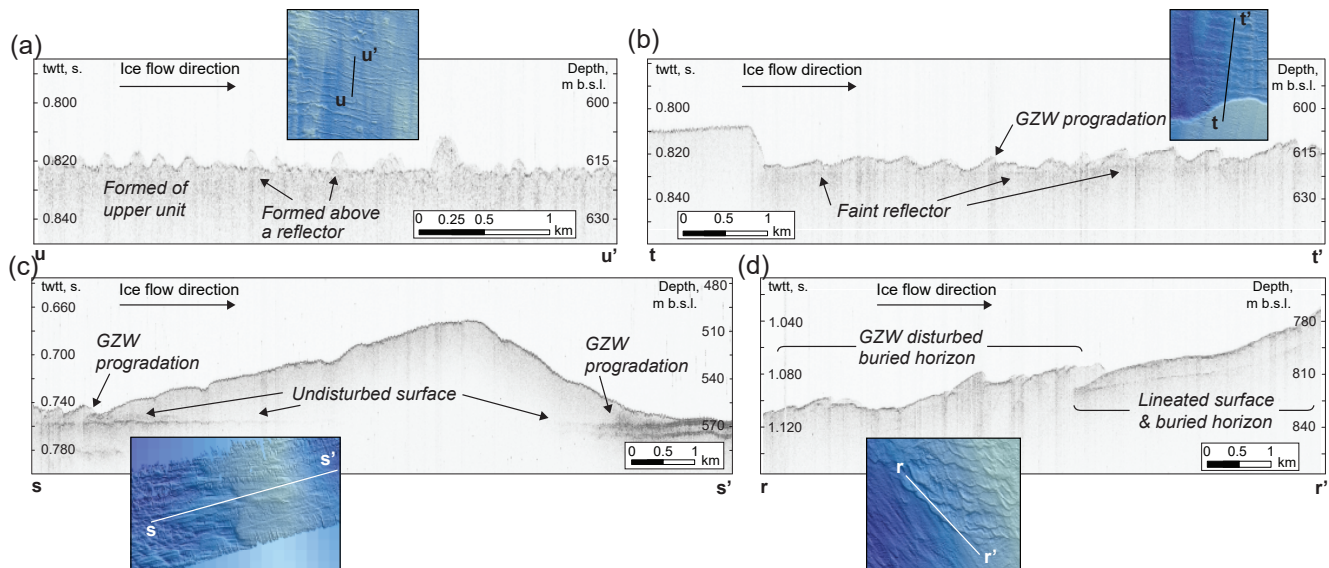 (a)
twtt, s.
Ice flow direction
Depth,
m b.s.l.
0.800
0.820
0.840
600
615
630
u'
u
Formed of
upper unit
Formed above
a reflector
0 0.25 0.5 1
km
u u'
(b)
twtt, s.
Ice flow direction
Depth,
m b.s.l.
0.800
0.820
0.840
600
615
630
t'
t
GZW progradation
Faint reflector
0 0.5 1
km
t t'
(c)
twtt, s.
Ice flow direction
Depth,
m b.s.l.
0.660
0.700
0.740
0.780
480
510
540
570
GZW
progradation
Undisturbed surface
GZW
progradation
0 0.5 1
km
s'
s
s s'
(d)
twtt, s.
Ice flow direction
Depth,
m b.s.l.
1.040
1.080
1.120
780
810
840
GZW disturbed
buried horizon
Lineated surface
& buried horizon
0 0.5 1
km
r
r'
r r'